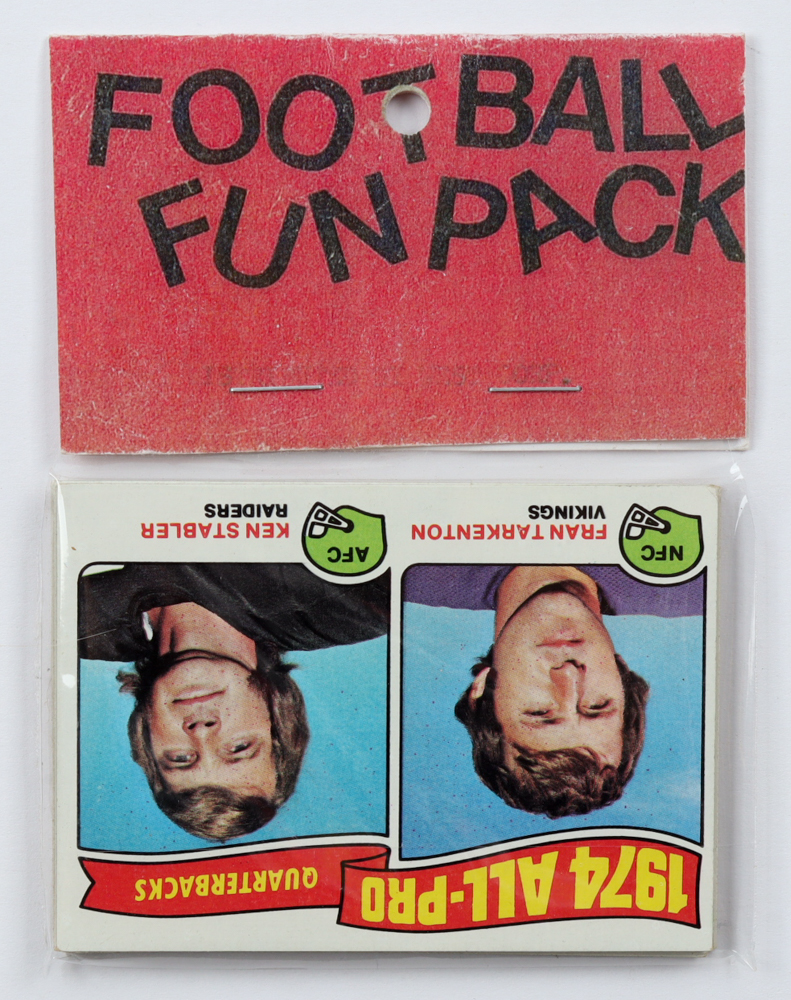 FOOTBALL
FUN PACK
1974 ALL-PRO
QUARTERBACKS
NFC
FRAN TARKENTON
VIKINGS
AFC
KEN STABLER
RAIDERS